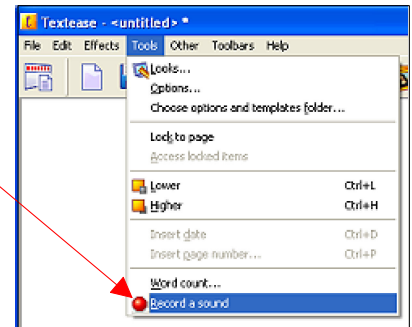 Textease - <untitled> *
File Edit Effects Tools Other Toolbars Help
Looks...
Options...
Choose options and templates folder...
Lock to page
Access locked items
Lower Ctrl+L
Higher Ctrl+H
Insert date Ctrl+D
Insert page number... Ctrl+P
Word count...
Record a sound